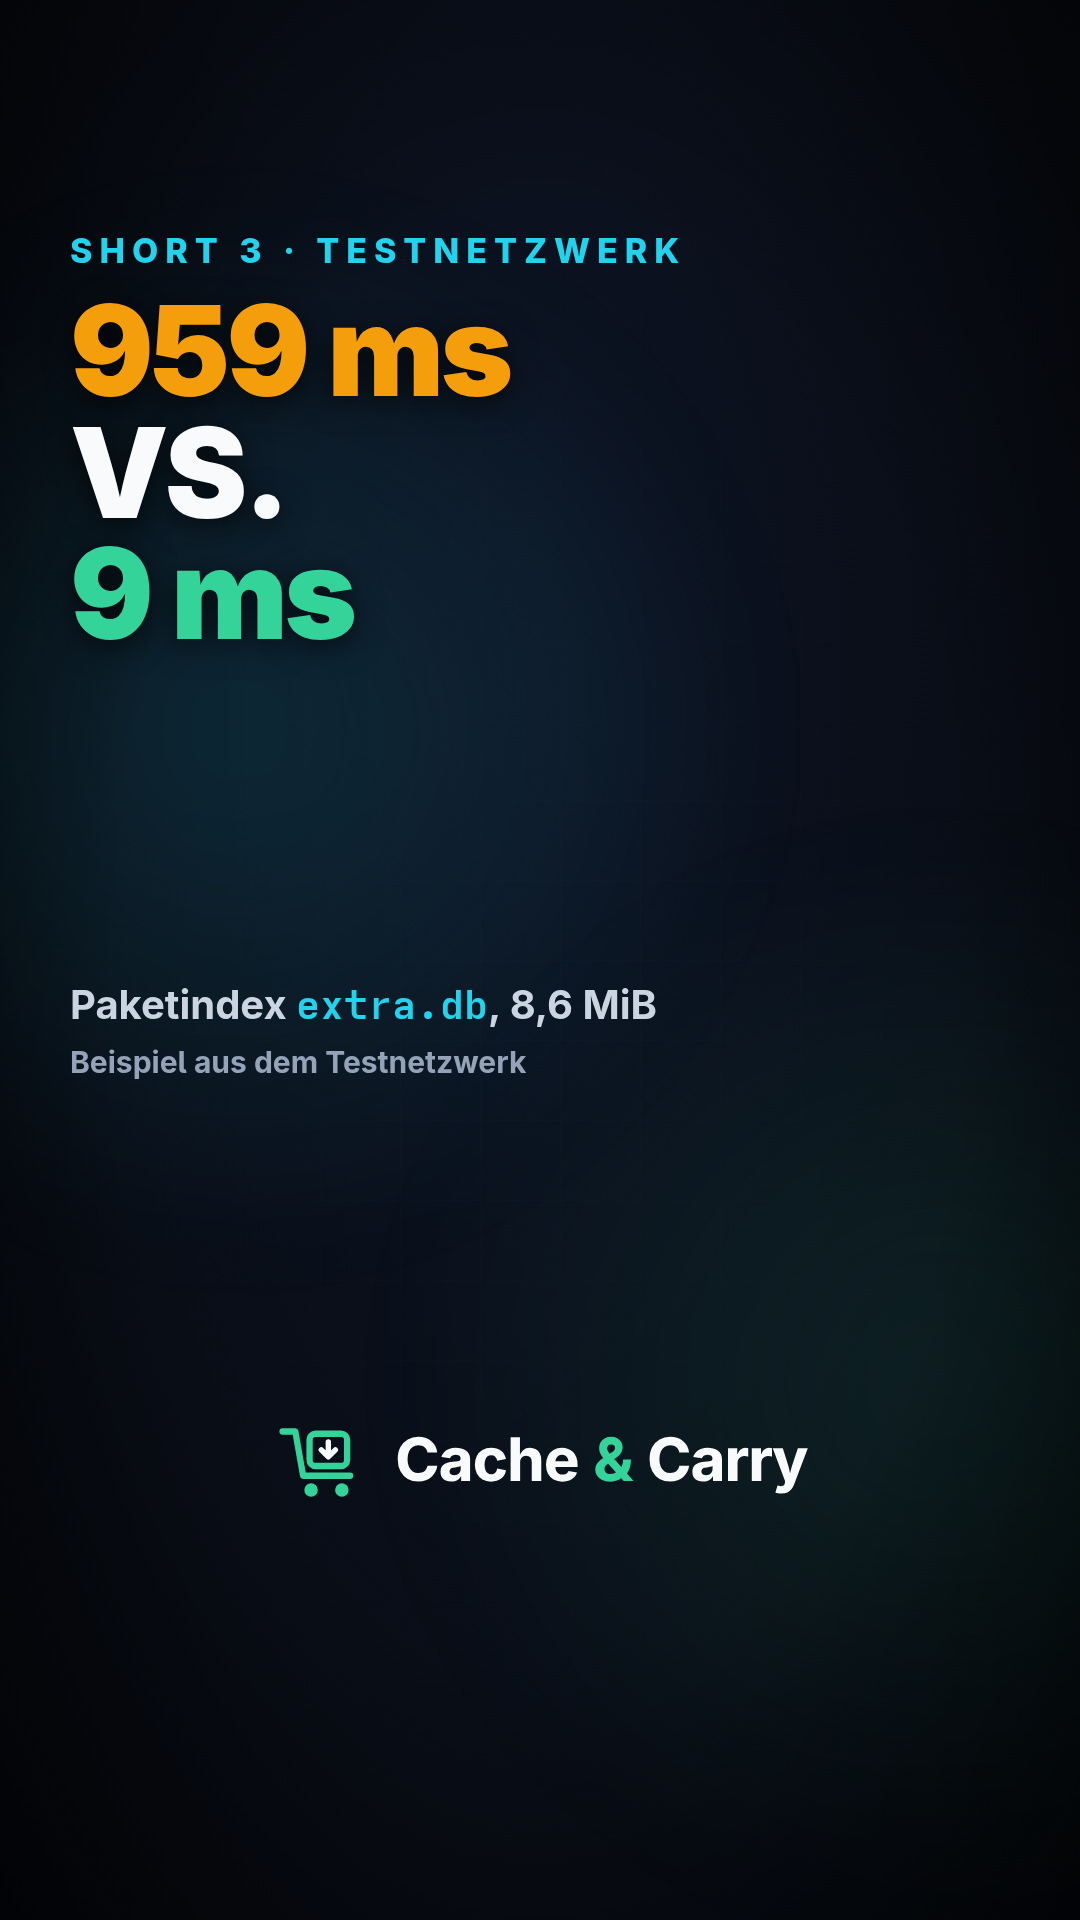 SHORT 3 · TESTNETZWERK
959 ms
vs.
9 ms
Paketindex extra.db, 8,6 MiB
Beispiel aus dem Testnetzwerk
Cache & Carry